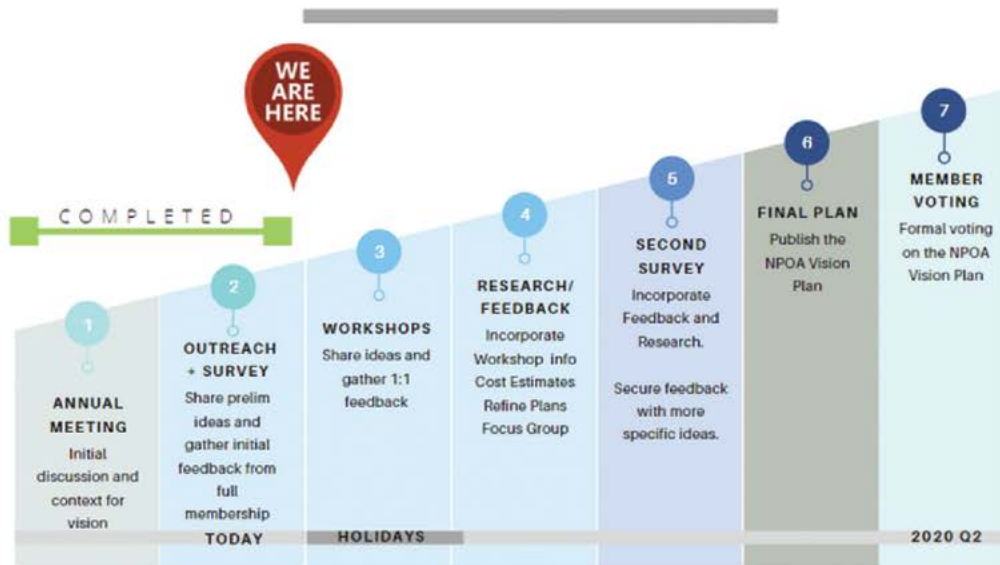 WE
ARE
HERE
COMPLETED
1
ANNUAL
MEETING
Initial
discussion and
context for
vision
2
OUTREACH
+ SURVEY
Share prelim
ideas and
gather initial
feedback from
full
membership
TODAY
3
WORKSHOPS
Share ideas and
gather 1:1
feedback
HOLIDAYS
4
RESEARCH/
FEEDBACK
Incorporate
Workshop info
Cost Estimates
Refine Plans
Focus Group
5
SECOND
SURVEY
Incorporate
Feedback and
Research.
Secure feedback
with more
specific ideas.
6
FINAL PLAN
Publish the
NPOA Vision
Plan
7
MEMBER
VOTING
Formal voting
on the NPOA
Vision Plan
2020 Q2